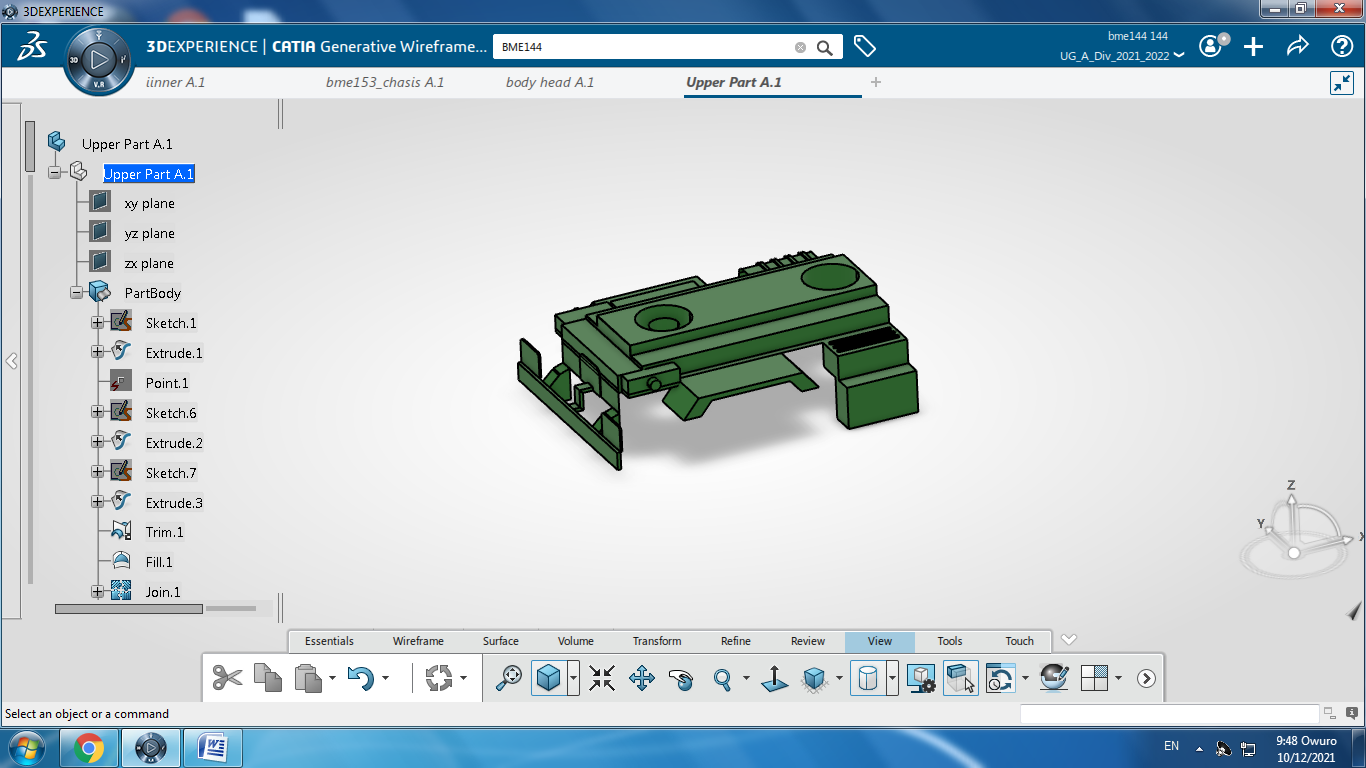 3DEXPERIENCE
3DEXPERIENCE | CATIA Generative Wireframe...
BME144
bme144 144
UG_A_Div_2021_2022
3D
V.R
iinner A.1
bme153_chasis A.1
body head A.1
Upper Part A.1
Upper Part A.1
Upper Part A.1
xy plane
yz plane
zx plane
PartBody
Sketch.1
Extrude.1
Point.1
Sketch.6
Extrude.2
Sketch.7
Extrude.3
Trim.1
Fill.1
Join.1
Z
Y
X
Essentials
Wireframe
Surface
Volume
Transform
Refine
Review
View
Tools
Touch
Select an object or a command
EN
9:48 Owuro
10/12/2021